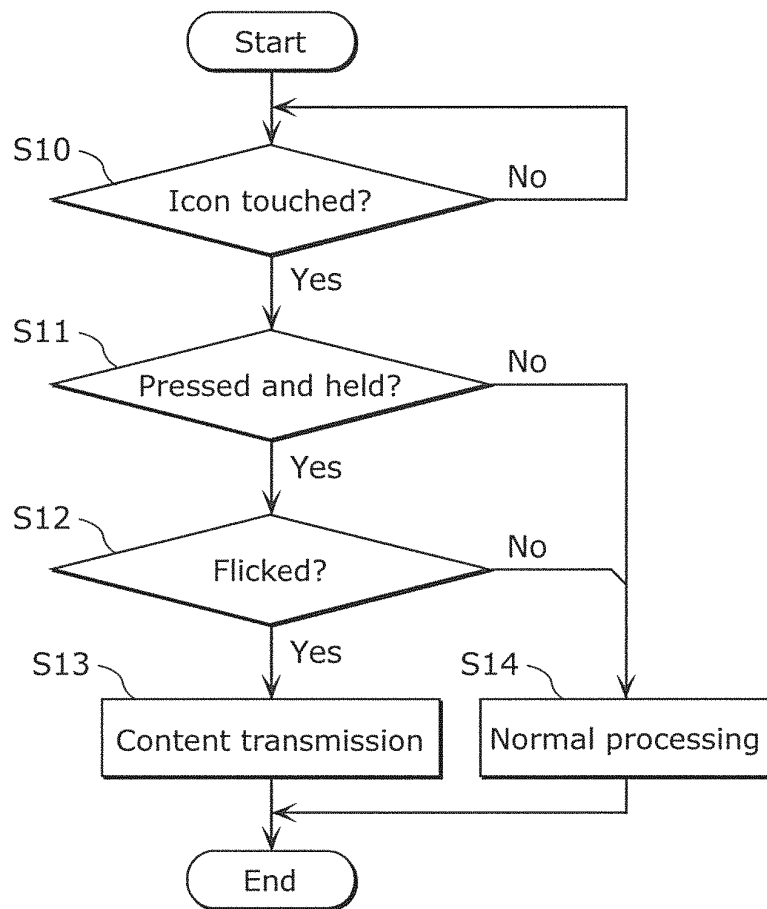 Start
S10
No
Icon touched?
Yes
S11
No
Pressed and held?
Yes
S12
No
Flicked?
Yes
S13
S14
Content transmission
Normal processing
End